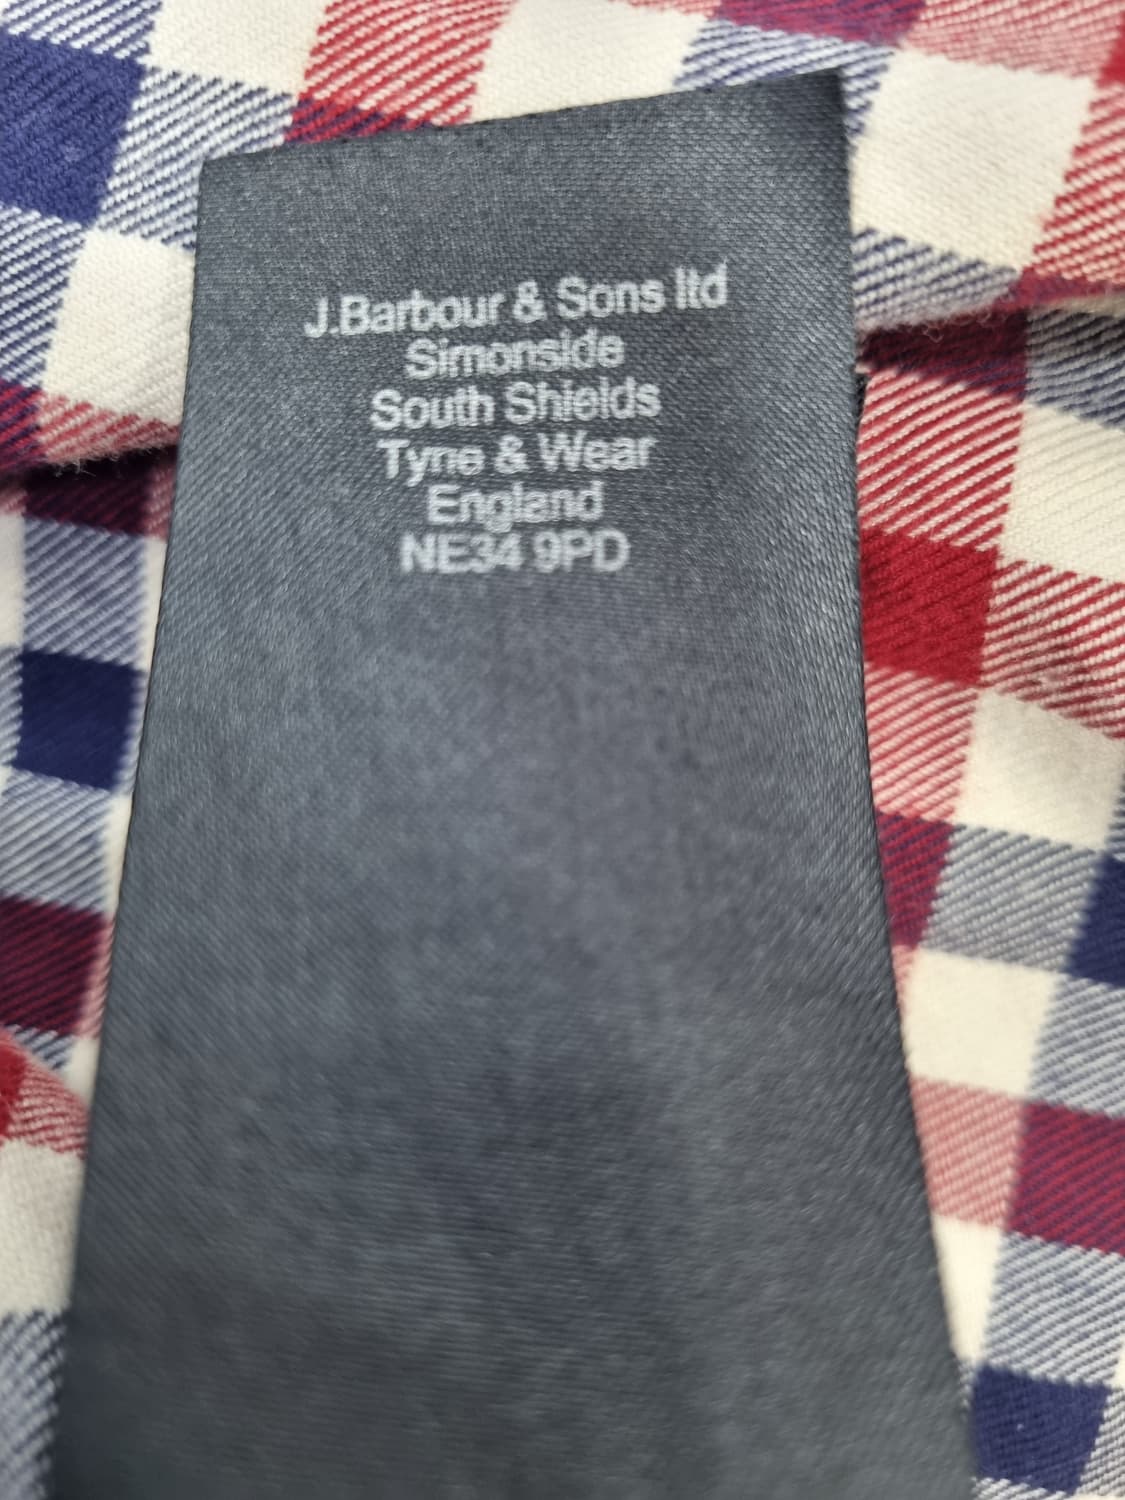 J.Barbour & Sons ltd
Simonside
South Shields
Tyne & Wear
England
NE34 9PD